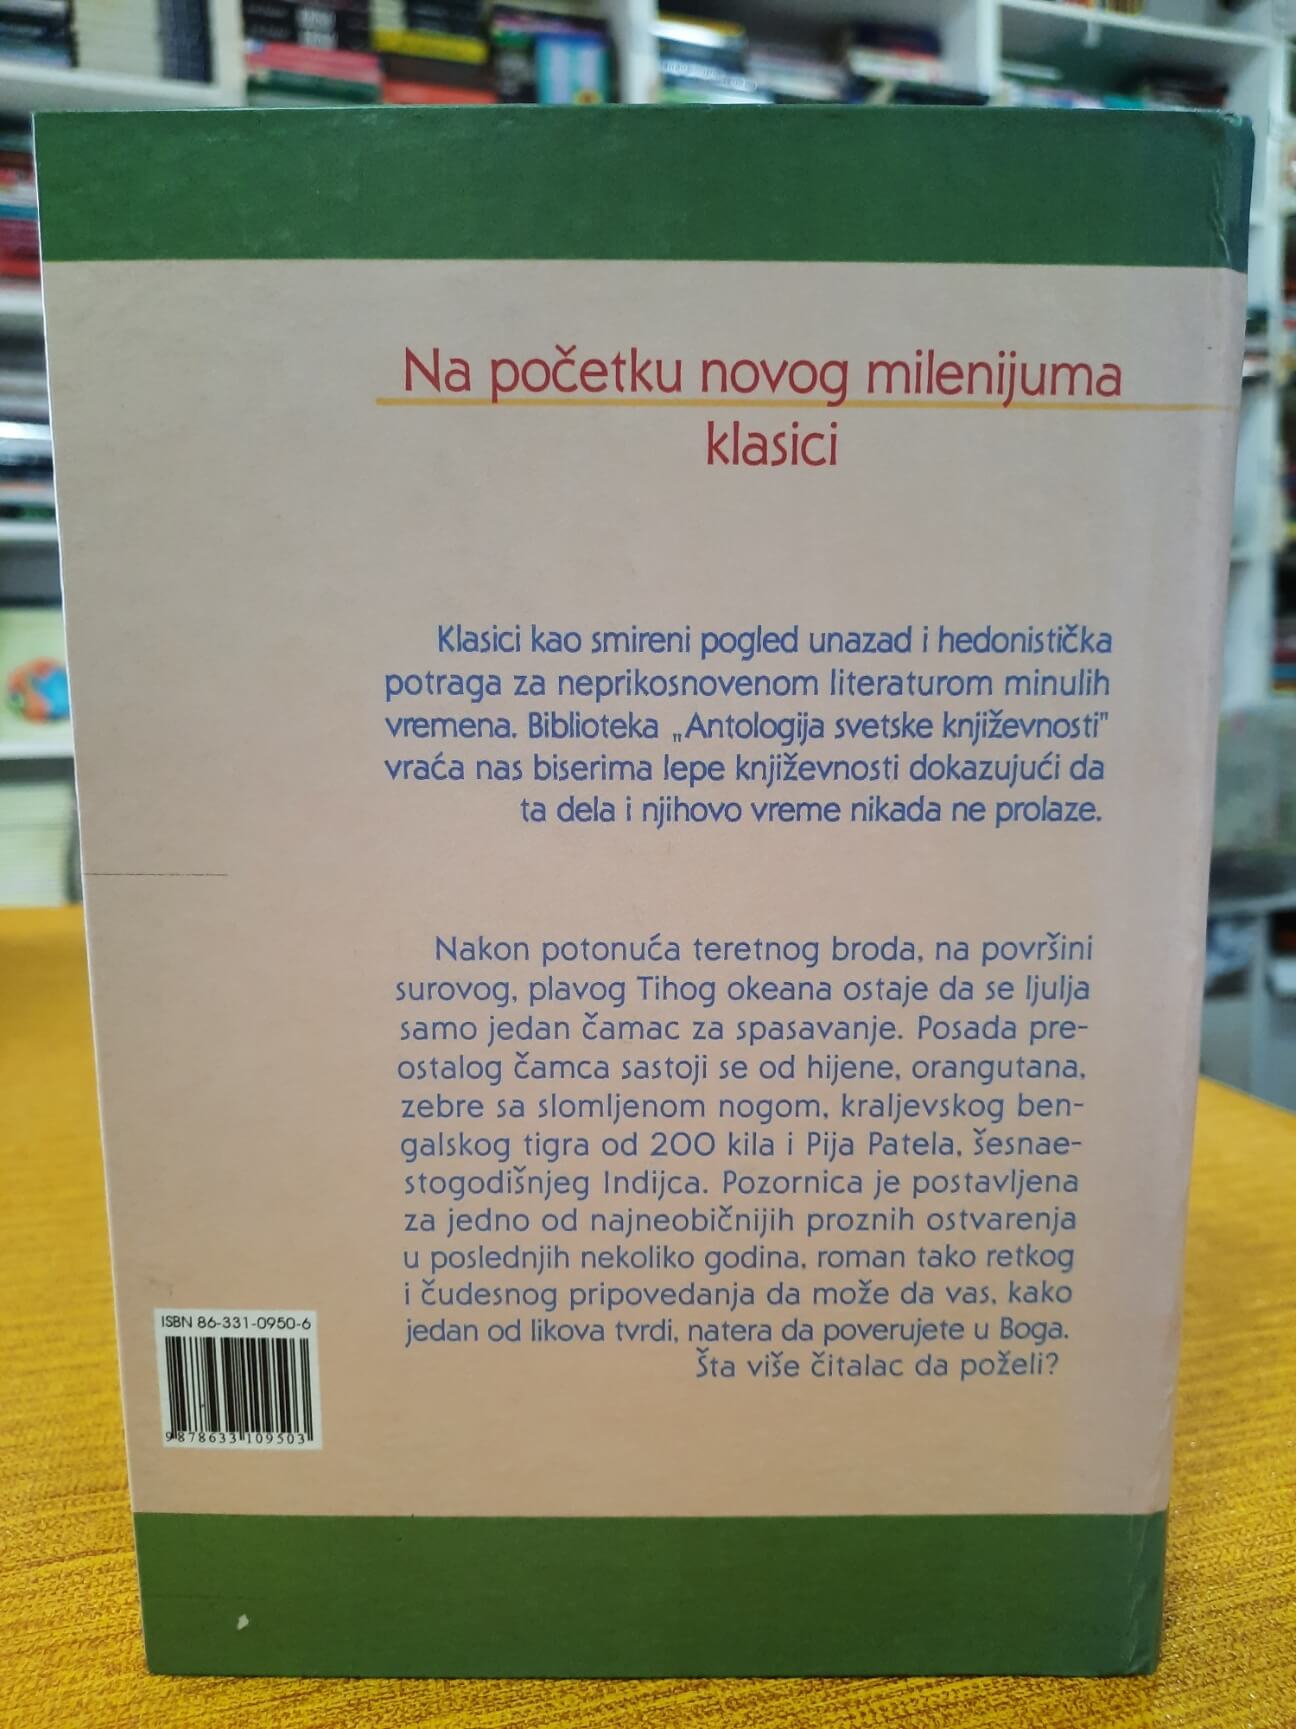 Na početku novog milenijuma
klasici
Klasici kao smireni pogled unazad i hedonistička
potraga za neprikosnovenom literaturom minulih
vremena. Biblioteka „Antologija svetske književnosti"
vraća nas biserima lepe književnosti dokazujući da
ta dela i njihovo vreme nikada ne prolaze.
Nakon potonuća teretnog broda, na površini
surovog, plavog Tihog okeana ostaje da se ljulja
samo jedan čamac za spasavanje. Posada pre-
ostalog čamca sastoji se od hijene, orangutana,
zebre sa slomljenom nogom, kraljevskog ben-
galskog tigra od 200 kila i Pija Patela, šesnae-
stogodišnjeg Indijca. Pozornica je postavljena
za jedno od najneobičnijih proznih ostvarenja
u poslednjih nekoliko godina, roman tako retkog
i čudesnog pripovedanja da može da vas, kako
jedan od likova tvrdi, natera da poverujete u Boga.
Šta više čitalac da poželi?
ISBN 86-331-0950-6
9 788633 109503